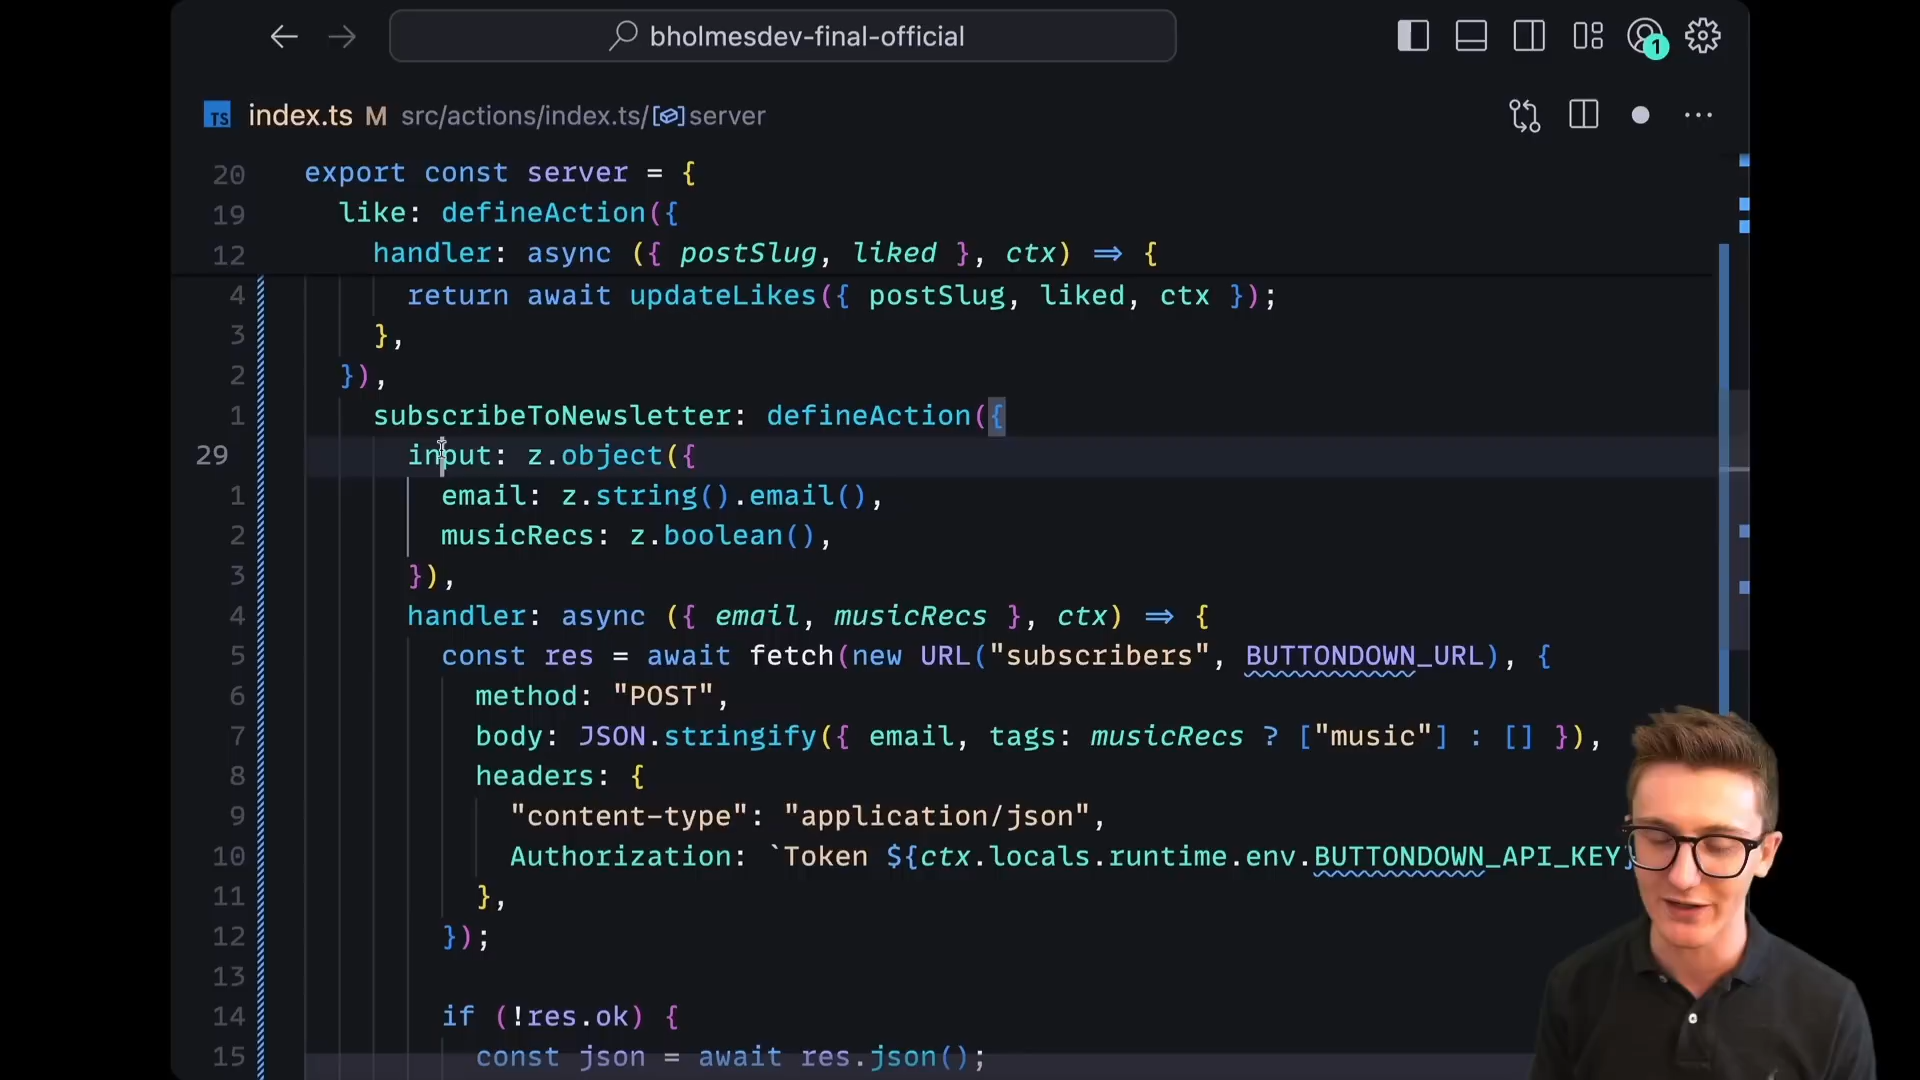 bholmesdev-final-official
1
TS index.ts M src/actions/index.ts/server
20 export const server = {
19 like: defineAction({
12 handler: async ({ postSlug, liked }, ctx) => {
4 return await updateLikes({ postSlug, liked, ctx });
3 },
2 }),
1 subscribeToNewsletter: defineAction({
29 input: z.object({
1 email: z.string().email(),
2 musicRecs: z.boolean(),
3 }),
4 handler: async ({ email, musicRecs }, ctx) => {
5 const res = await fetch(new URL("subscribers", BUTTONDOWN_URL), {
6 method: "POST",
7 body: JSON.stringify({ email, tags: musicRecs ? ["music"] : [] }),
8 headers: {
9 "content-type": "application/json",
10 Authorization: `Token ${ctx.locals.runtime.env.BUTTONDOWN_API_KEY}
11 },
12 });
13
14 if (!res.ok) {
15 const json = await res.json();